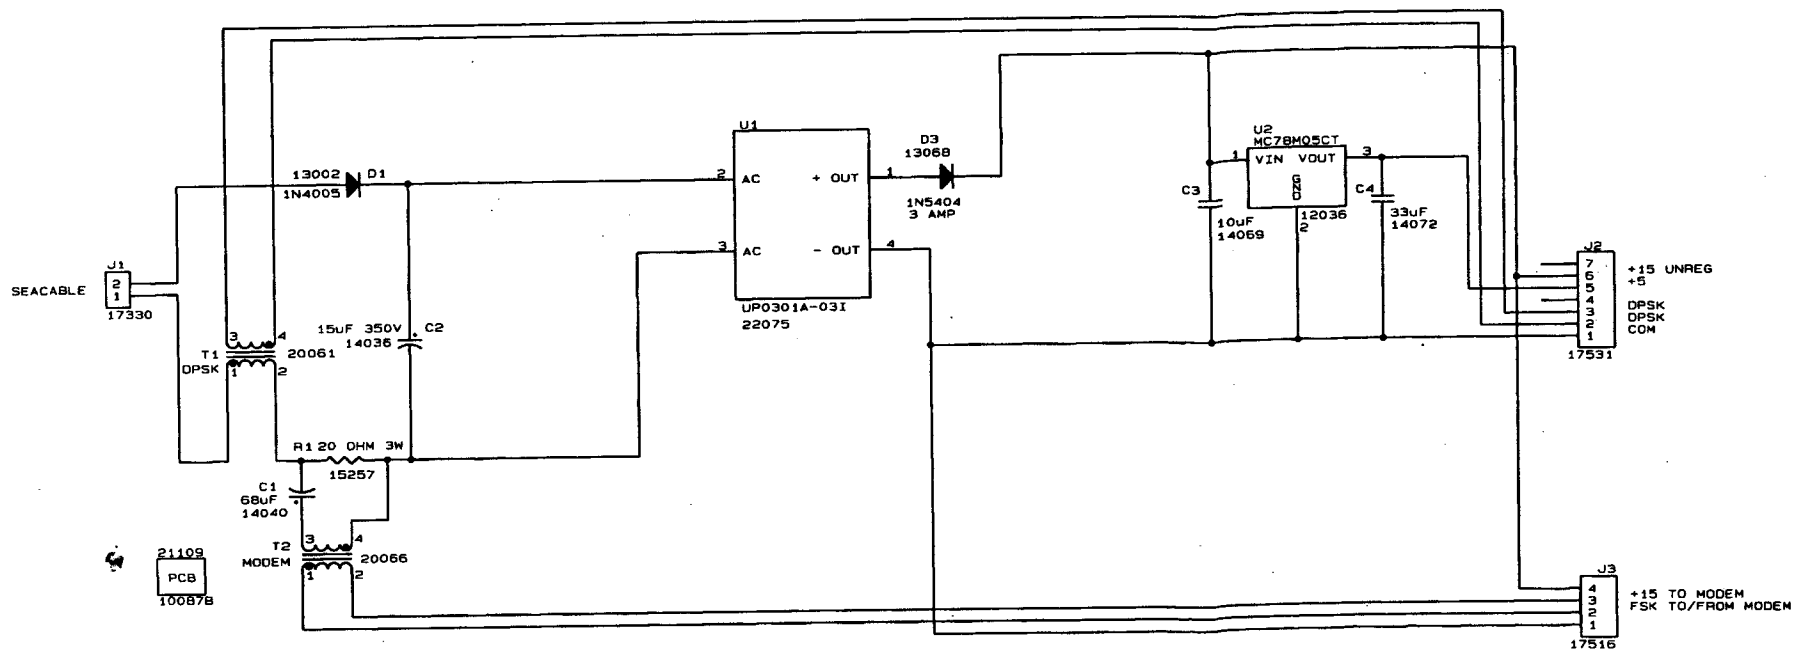 SEACABLE
J1
2
1
17330
13002
1N4005
D1
3
4
T1
DPSK
20061
1
2
15uF 350V
14036
C2
R1 20 OHM 3W
15257
C1
68uF
14040
3
4
T2
MODEM
20066
1
2
21109
PCB
10087B
U1
2
AC
+ OUT
1
3
AC
- OUT
4
UP0301A-03I
22075
D3
13068
1N5404
3 AMP
C3
10uF
14069
U2
MC78M05CT
1
VIN VOUT
3
GND
12036
2
C4
33uF
14072
J2
7
6
5
4
3
2
1
17531
+15 UNREG
+5
DPSK
DPSK
COM
J3
4
3
2
1
17516
+15 TO MODEM
FSK TO/FROM MODEM